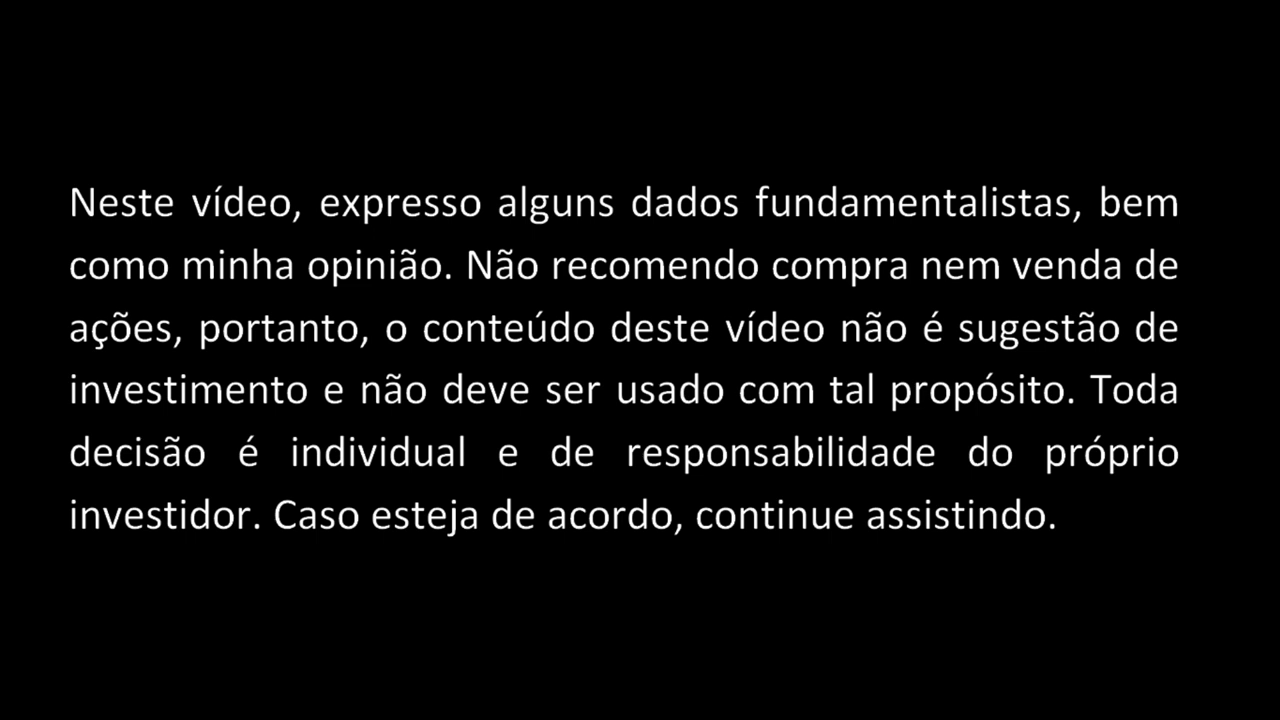 Neste vídeo, expresso alguns dados fundamentalistas, bem
como minha opinião. Não recomendo compra nem venda de
ações, portanto, o conteúdo deste vídeo não é sugestão de
investimento e não deve ser usado com tal propósito. Toda
decisão é individual e de responsabilidade do próprio
investidor. Caso esteja de acordo, continue assistindo.